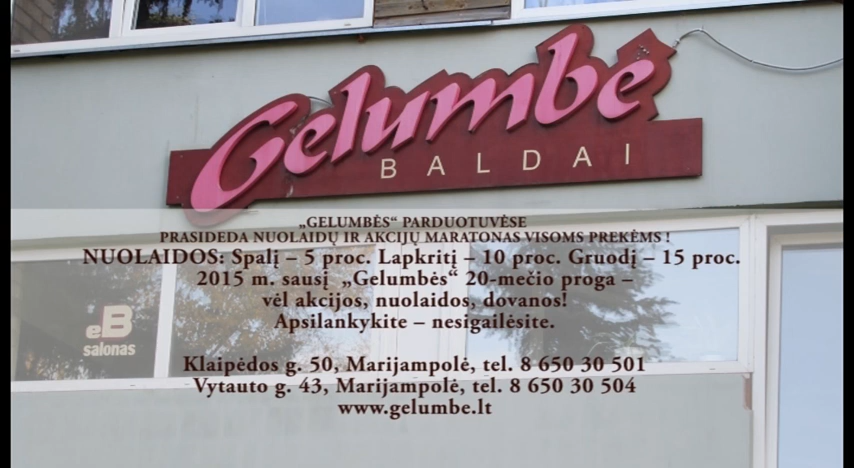 Gelumbė
BALDAI
„GELUMBĖS“ PARDUOTUVĖSE
PRASIDEDA NUOLAIDŲ IR AKCIJŲ MARATONAS VISOMS PREKĖMS !
NUOLAIDOS: Spalį – 5 proc. Lapkritį – 10 proc. Gruodį – 15 proc.
2015 m. sausį „Gelumbės“ 20-mečio proga –
vėl akcijos, nuolaidos, dovanos!
Apsilankykite – nesigailėsite.
eB
salonas
Klaipėdos g. 50, Marijampolė, tel. 8 650 30 501
Vytauto g. 43, Marijampolė, tel. 8 650 30 504
www.gelumbe.lt